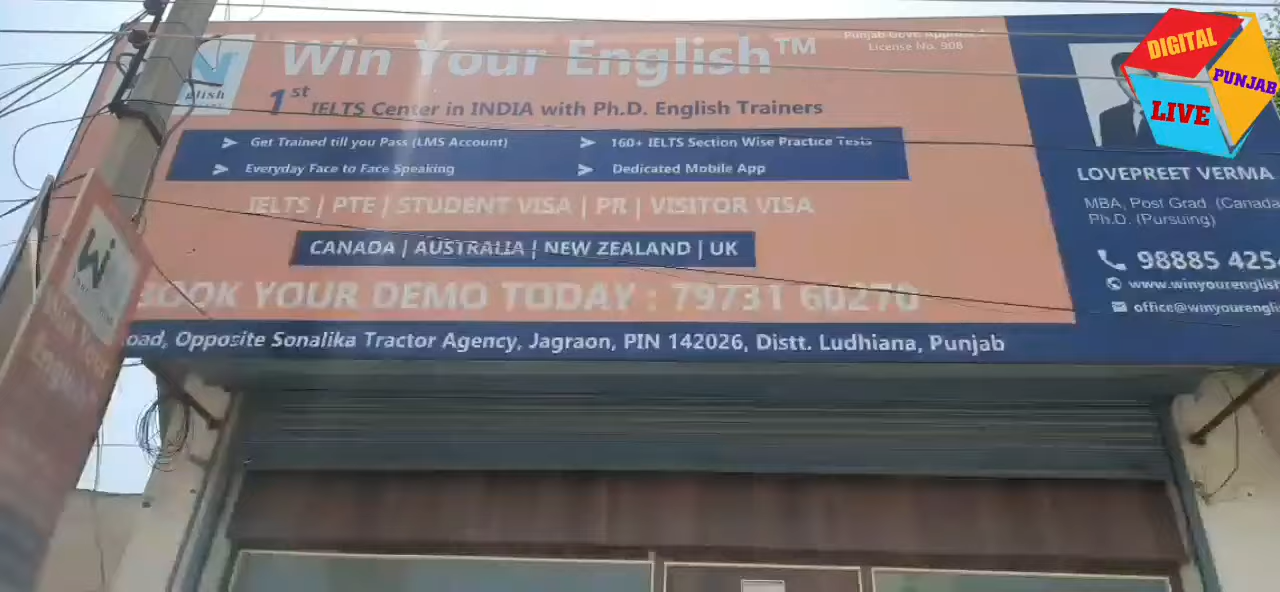 Win Your English™
Punjab Govt. Approved
License No. 908
glish
1st IELTS Center in INDIA with Ph.D. English Trainers
Get Trained till you Pass (LMS Account)
160+ IELTS Section Wise Practice Tests
Everyday Face to Face Speaking
Dedicated Mobile App
IELTS | PTE | STUDENT VISA | PR | VISITOR VISA
CANADA | AUSTRALIA | NEW ZEALAND | UK
BOOK YOUR DEMO TODAY : 79731 60270
oad, Opposite Sonalika Tractor Agency, Jagraon, PIN 142026, Distt. Ludhiana, Punjab
LOVEPREET VERMA
MBA, Post Grad. (Canada
Ph.D. (Pursuing)
98885 425
www.winyourenglish
office@winyourengli
DIGITAL
PUNJAB
LIVE